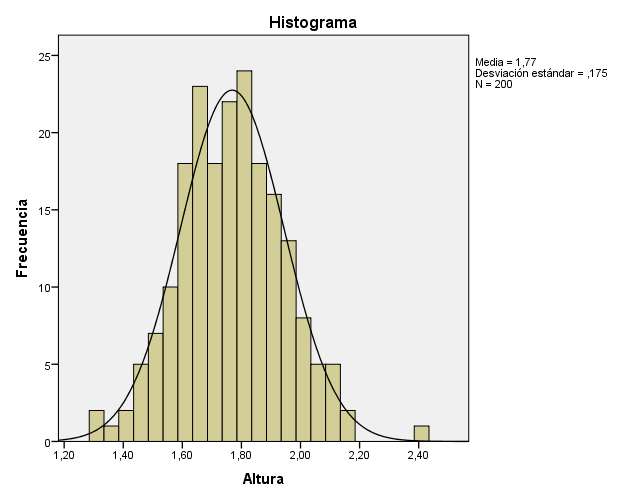 Histograma
Media = 1,77
Desviación estándar = ,175
N = 200
Frecuencia
25
20
15
10
5
0
1,20 1,40 1,60 1,80 2,00 2,20 2,40
Altura